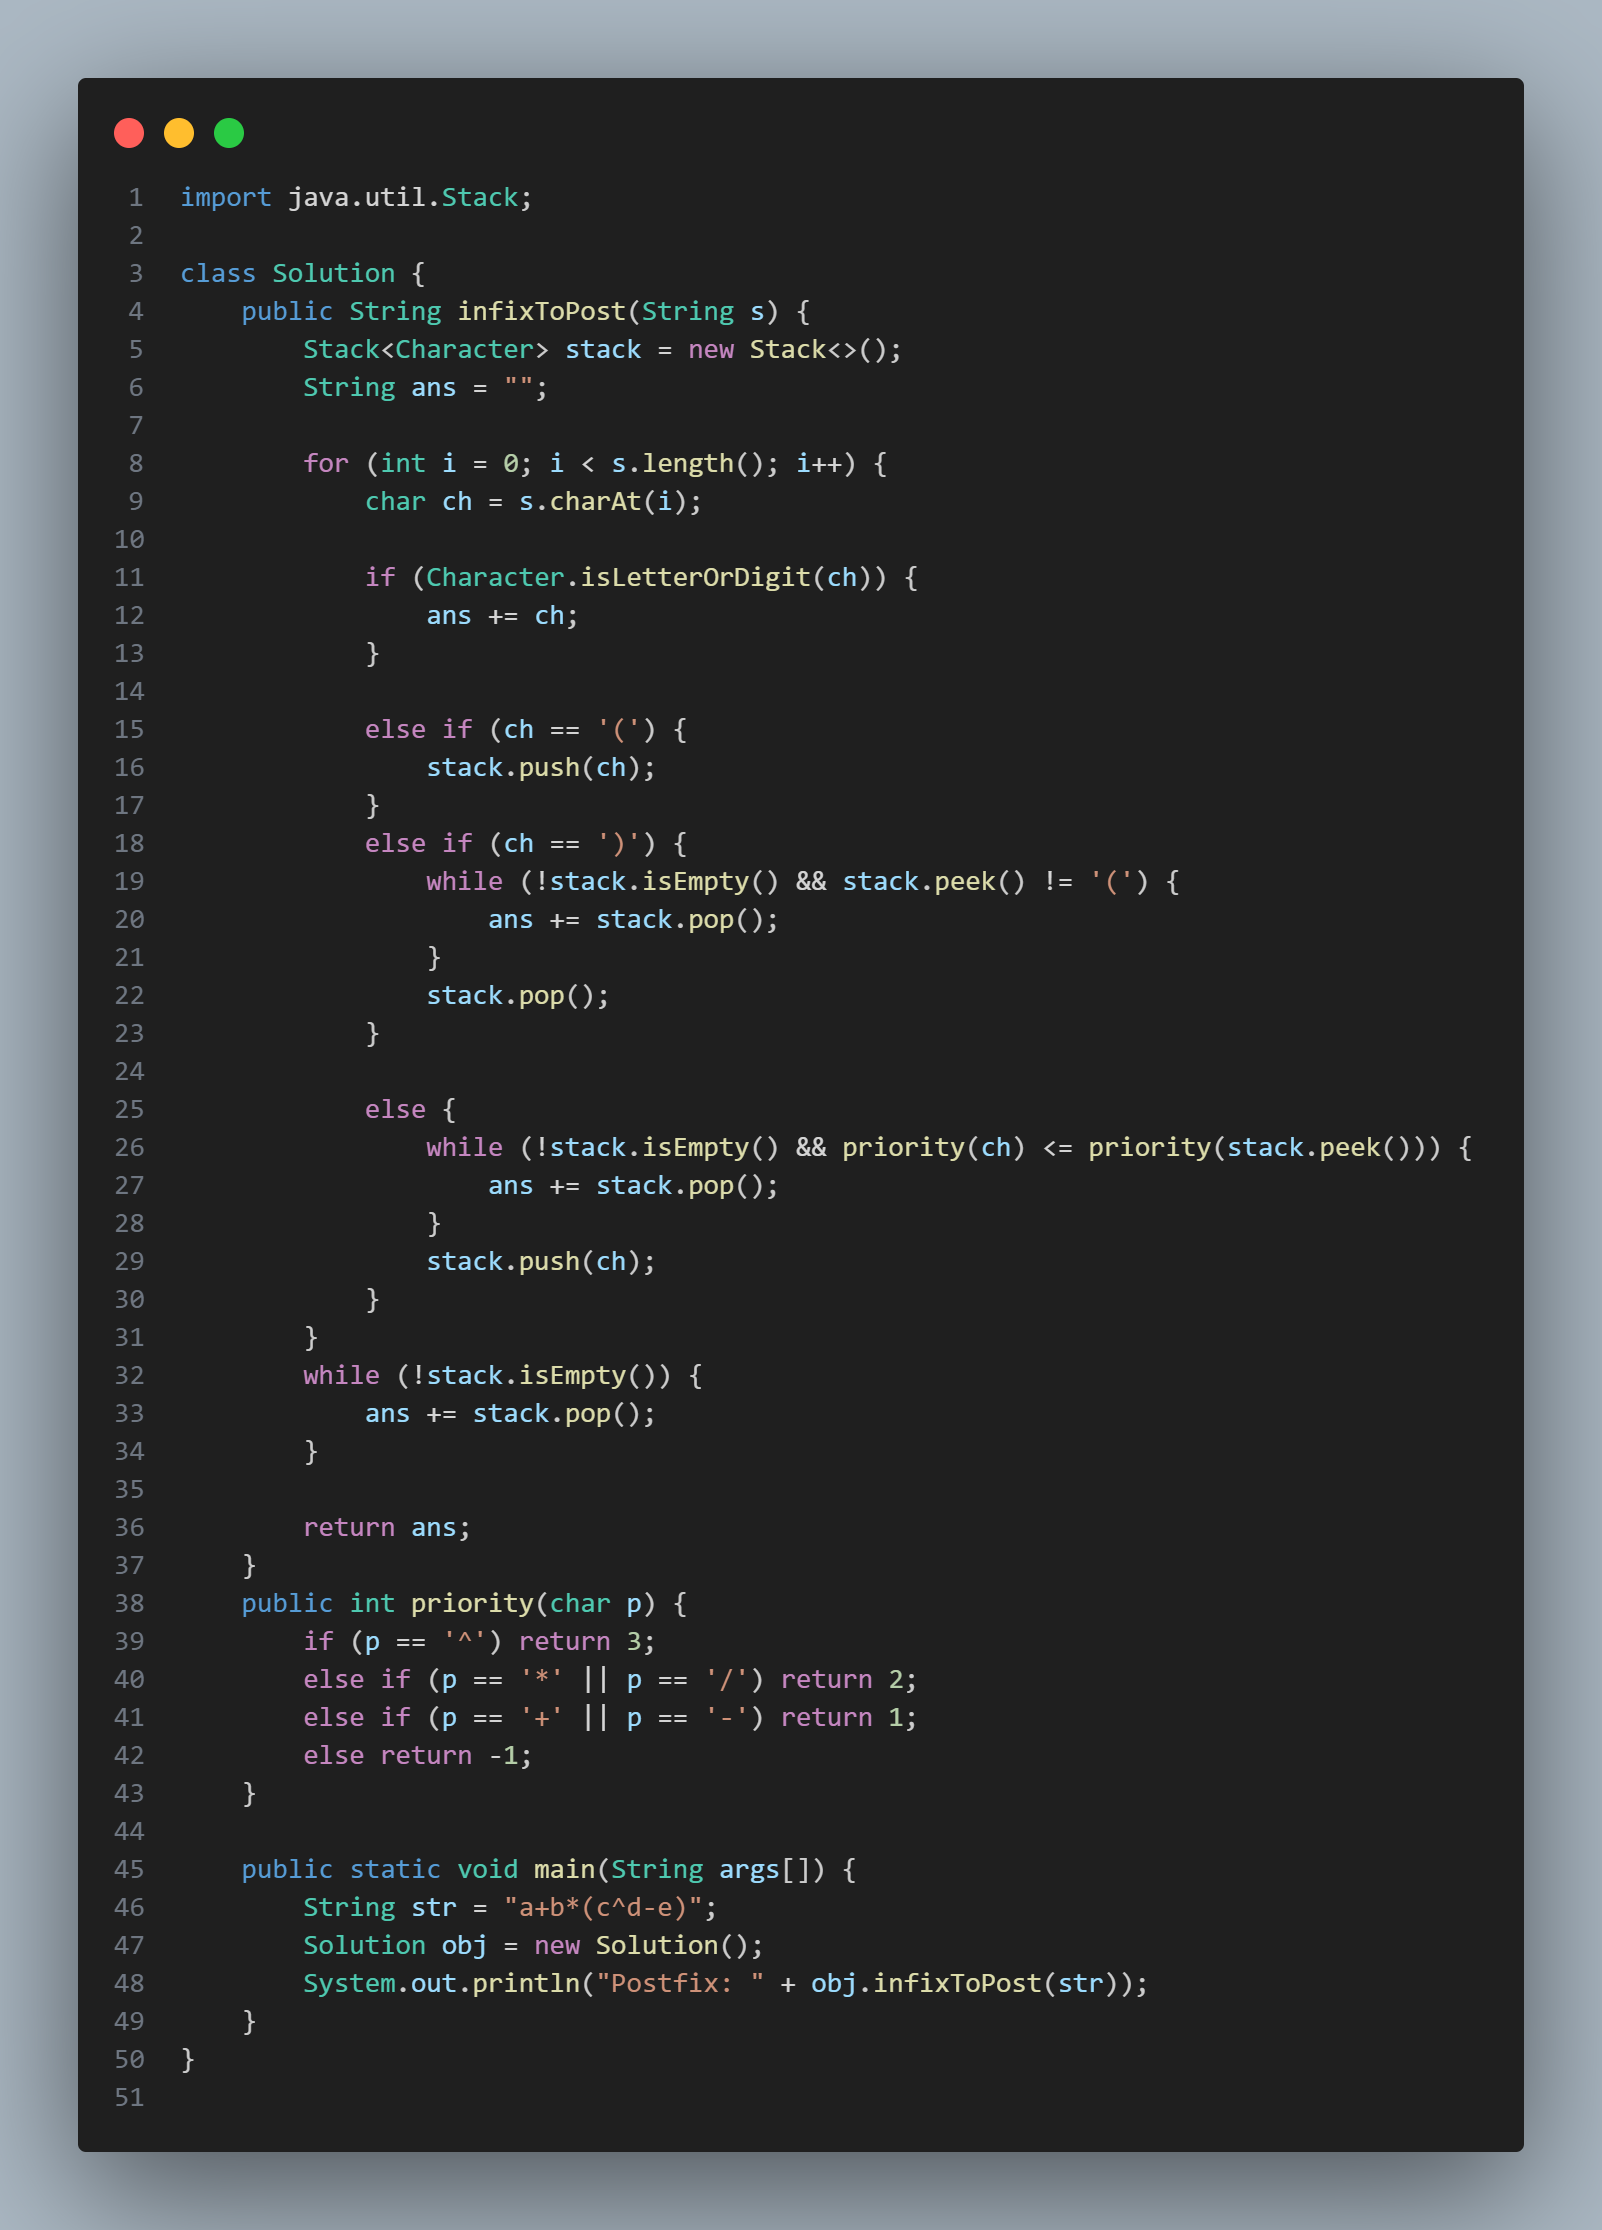 1 import java.util.Stack;
2
3 class Solution {
4     public String infixToPost(String s) {
5         Stack<Character> stack = new Stack<>();
6         String ans = "";
7
8         for (int i = 0; i < s.length(); i++) {
9             char ch = s.charAt(i);
10
11             if (Character.isLetterOrDigit(ch)) {
12                 ans += ch;
13             }
14
15             else if (ch == '(') {
16                 stack.push(ch);
17             }
18             else if (ch == ')') {
19                 while (!stack.isEmpty() && stack.peek() != '(') {
20                     ans += stack.pop();
21                 }
22                 stack.pop();
23             }
24
25             else {
26                 while (!stack.isEmpty() && priority(ch) <= priority(stack.peek())) {
27                     ans += stack.pop();
28                 }
29                 stack.push(ch);
30             }
31         }
32         while (!stack.isEmpty()) {
33             ans += stack.pop();
34         }
35
36         return ans;
37     }
38     public int priority(char p) {
39         if (p == '^') return 3;
40         else if (p == '*' || p == '/') return 2;
41         else if (p == '+' || p == '-') return 1;
42         else return -1;
43     }
44
45     public static void main(String args[]) {
46         String str = "a+b*(c^d-e)";
47         Solution obj = new Solution();
48         System.out.println("Postfix: " + obj.infixToPost(str));
49     }
50 }
51